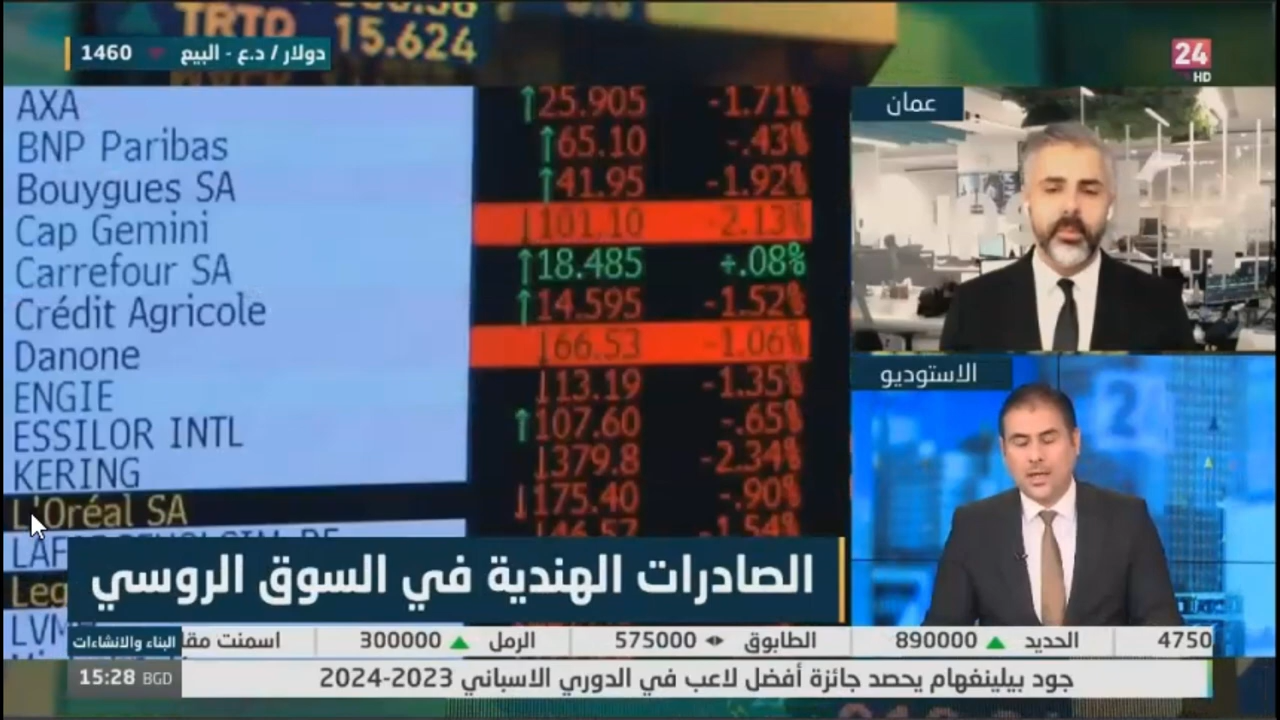 TRTD
15.624
دولار / د.ع - البيع 1460
24
HD
AXA ↑25.905 -1.71%
BNP Paribas ↑65.10 -.43%
Bouygues SA ↑41.95 -1.92%
Cap Gemini ↓101.10 -2.13%
Carrefour SA ↑18.485 +.08%
Crédit Agricole ↑14.595 -1.52%
Danone ↓66.53 -1.06%
ENGIE ↓13.19 -1.35%
ESSILOR INTL ↑107.60 -.65%
KERING ↓379.8 -2.34%
L'Oréal SA ↓175.40 -.90%
-1.54%
عمان
الاستوديو
الصادرات الهندية في السوق الروسي
4750 الحديد 890000 الطابوق 575000 الرمل 300000 اسمنت البناء والانشاءات
جود بيلينغهام يحصد جائزة أفضل لاعب في الدوري الاسباني 2023-2024
15:28 BGD